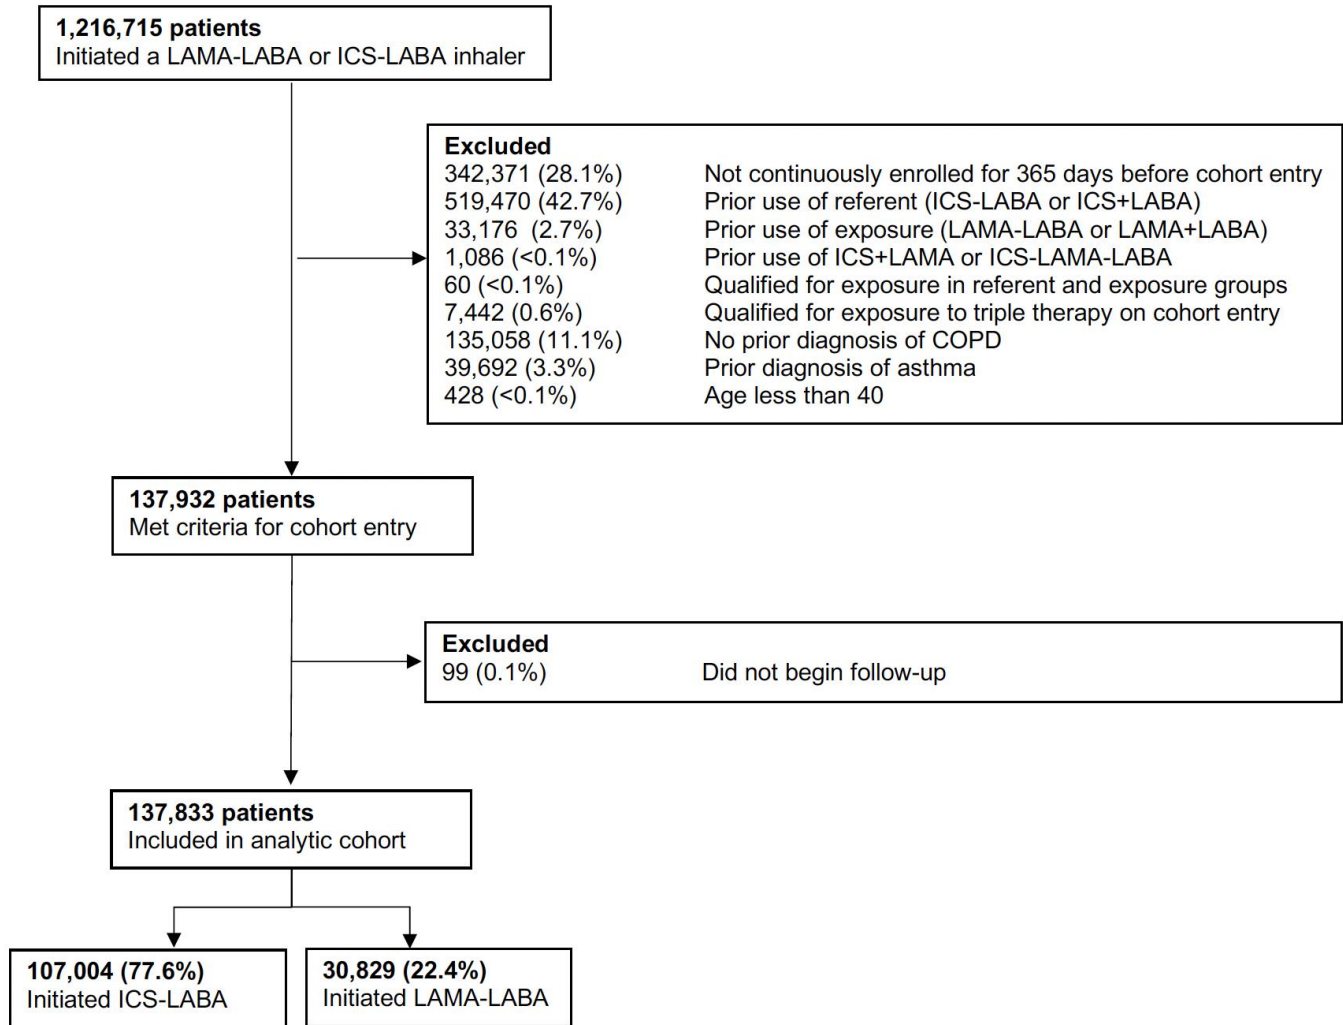 1,216,715 patients
Initiated a LAMA-LABA or ICS-LABA inhaler
Excluded
342,371 (28.1%) Not continuously enrolled for 365 days before cohort entry
519,470 (42.7%) Prior use of referent (ICS-LABA or ICS+LABA)
33,176 (2.7%) Prior use of exposure (LAMA-LABA or LAMA+LABA)
1,086 (<0.1%) Prior use of ICS+LAMA or ICS-LAMA-LABA
60 (<0.1%) Qualified for exposure in referent and exposure groups
7,442 (0.6%) Qualified for exposure to triple therapy on cohort entry
135,058 (11.1%) No prior diagnosis of COPD
39,692 (3.3%) Prior diagnosis of asthma
428 (<0.1%) Age less than 40
137,932 patients
Met criteria for cohort entry
Excluded
99 (0.1%) Did not begin follow-up
137,833 patients
Included in analytic cohort
107,004 (77.6%)
Initiated ICS-LABA
30,829 (22.4%)
Initiated LAMA-LABA